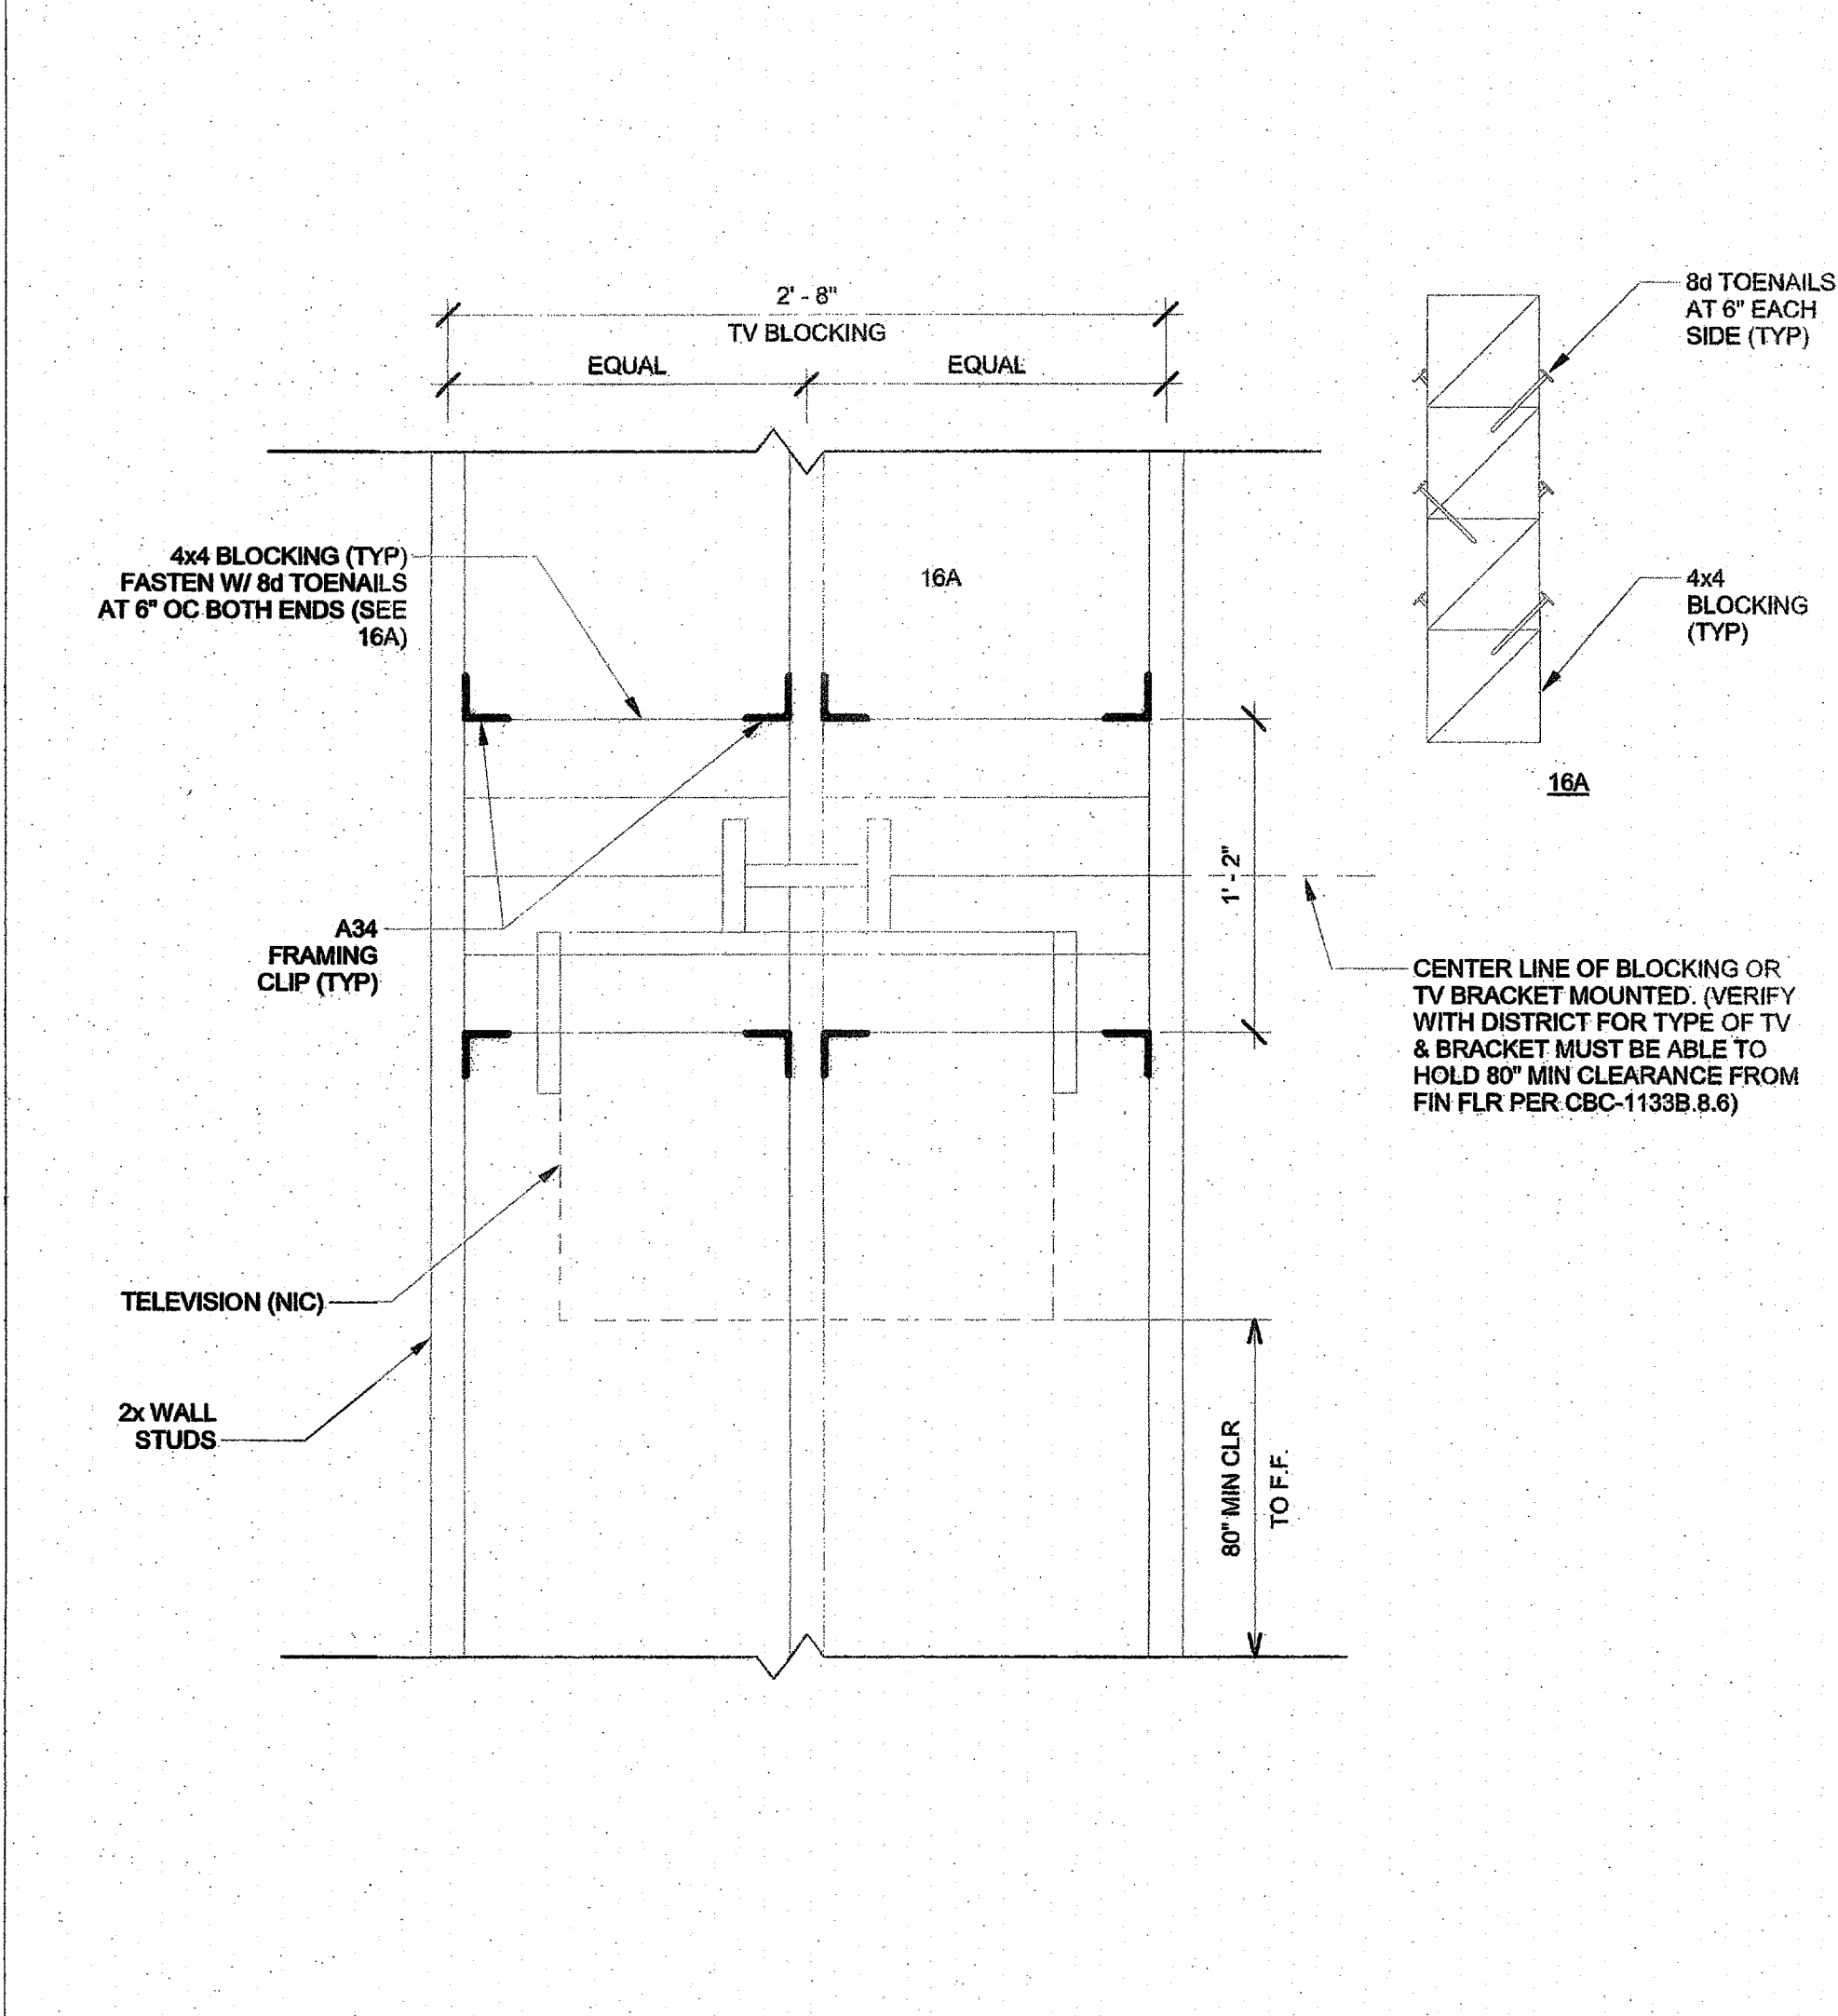 2' - 8"
TV BLOCKING
EQUAL
EQUAL
8d TOENAILS
AT 6" EACH
SIDE (TYP)
4x4 BLOCKING (TYP)
FASTEN W/ 8d TOENAILS
AT 6" OC BOTH ENDS (SEE
16A)
16A
4x4
BLOCKING
(TYP)
16A
1' - 2"
A34
FRAMING
CLIP (TYP)
CENTER LINE OF BLOCKING OR
TV BRACKET MOUNTED. (VERIFY
WITH DISTRICT FOR TYPE OF TV
& BRACKET MUST BE ABLE TO
HOLD 80" MIN CLEARANCE FROM
FIN FLR PER CBC-1133B.8.6)
TELEVISION (NIC)
2x WALL
STUDS
80" MIN CLR
TO F.F.